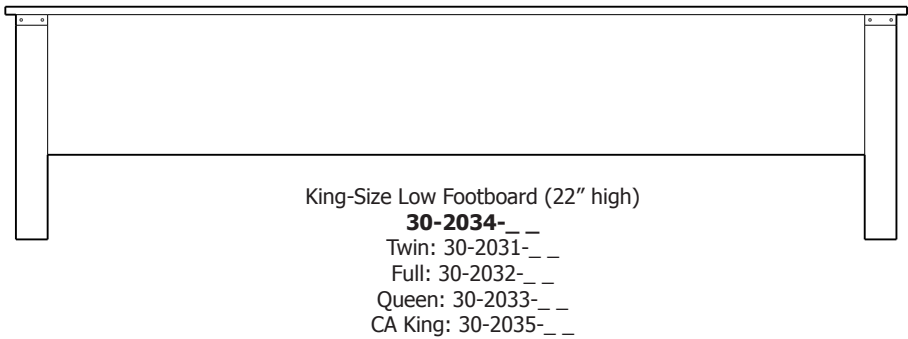 King-Size Low Footboard (22” high)
30-2034-_ _
Twin: 30-2031-_ _
Full: 30-2032-_ _
Queen: 30-2033-_ _
CA King: 30-2035-_ _